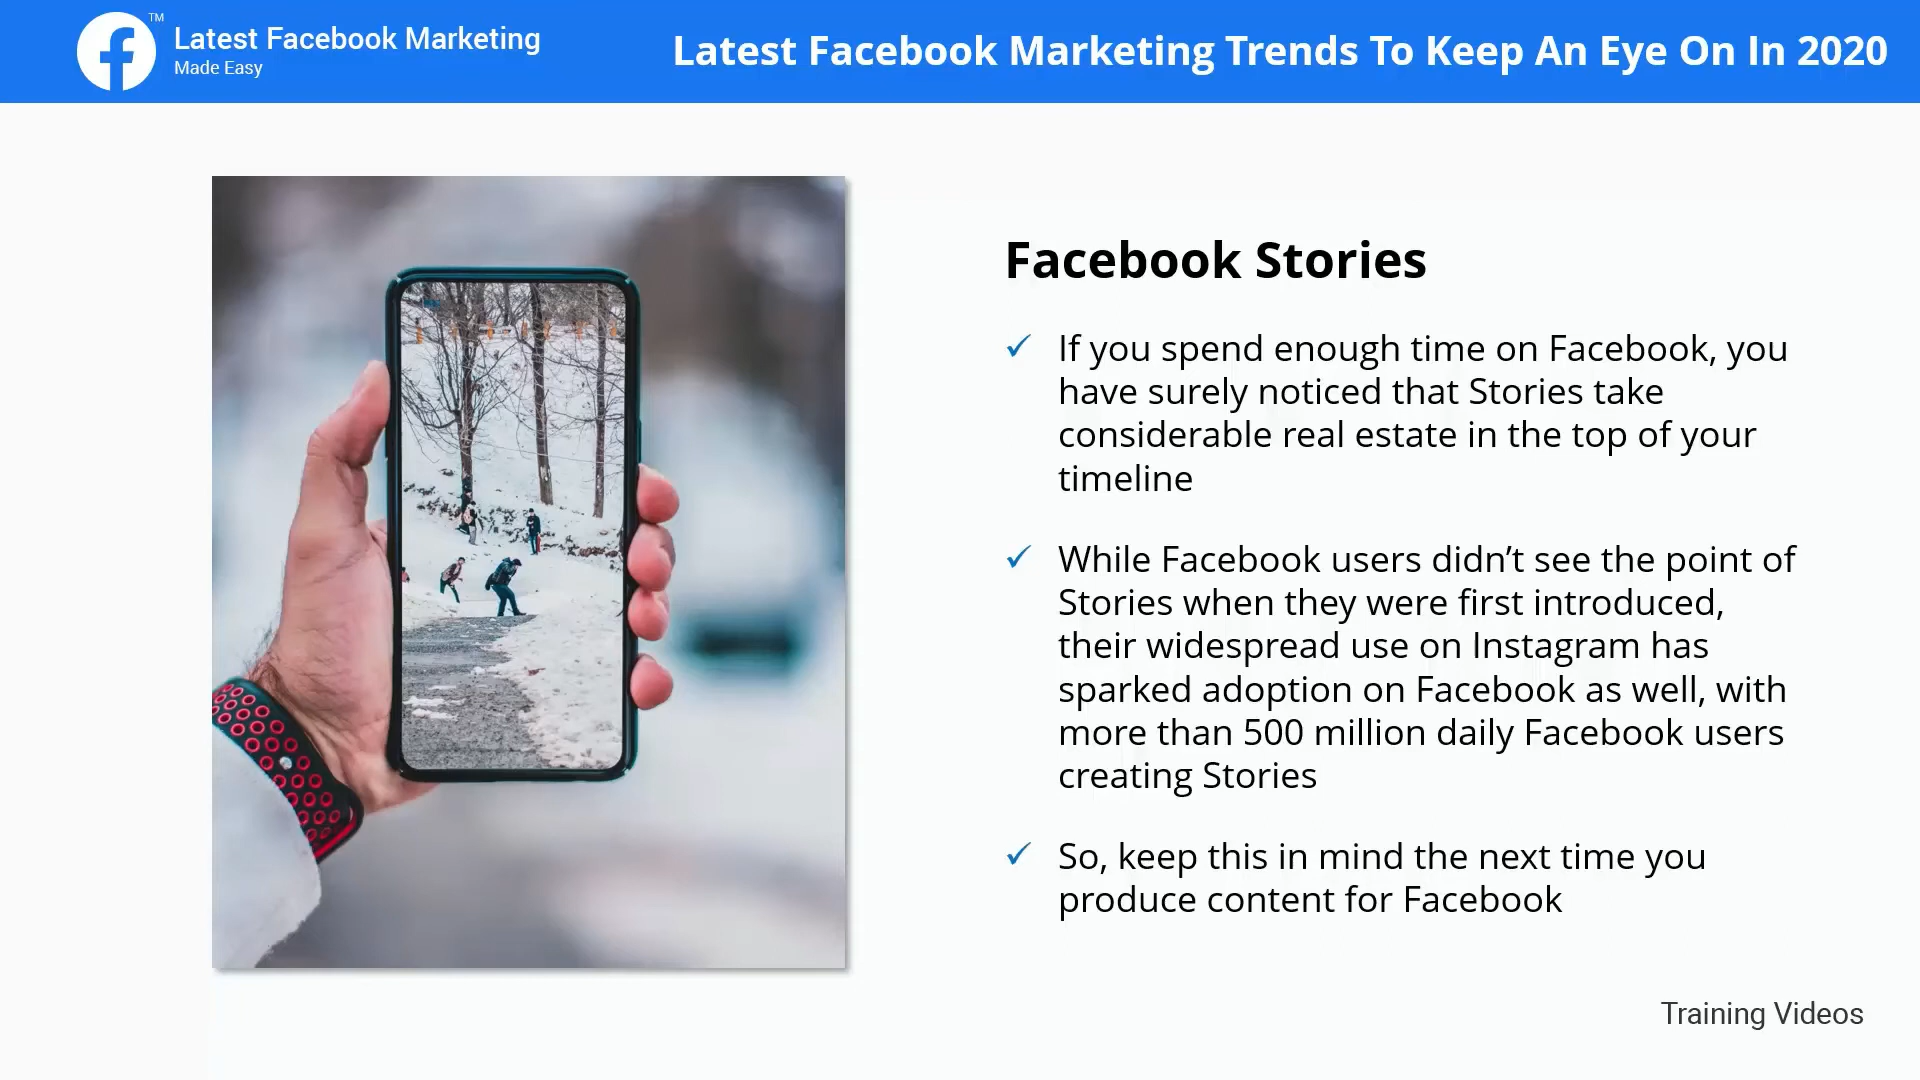 TM
Latest Facebook Marketing
Made Easy
Latest Facebook Marketing Trends To Keep An Eye On In 2020
Facebook Stories
✓ If you spend enough time on Facebook, you
have surely noticed that Stories take
considerable real estate in the top of your
timeline
✓ While Facebook users didn’t see the point of
Stories when they were first introduced,
their widespread use on Instagram has
sparked adoption on Facebook as well, with
more than 500 million daily Facebook users
creating Stories
✓ So, keep this in mind the next time you
produce content for Facebook
Training Videos